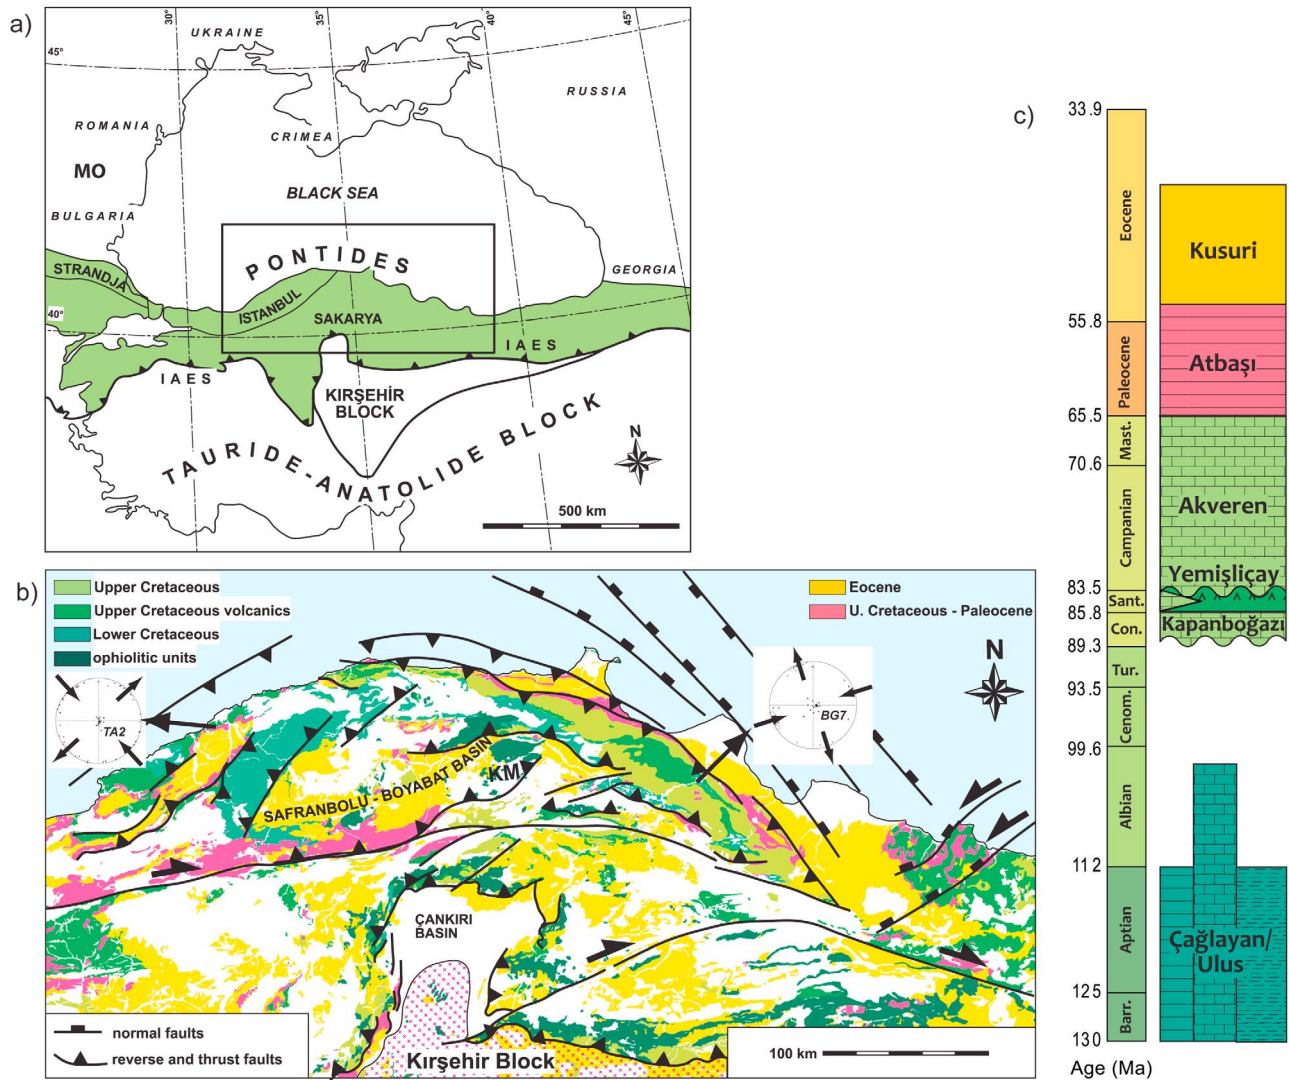 a)
30°
35°
40°
45°
UKRAINE
45°
RUSSIA
ROMANIA
CRIMEA
MO
BLACK SEA
BULGARIA
PONTIDES
GEORGIA
STRANDJA
ISTANBUL
40°
SAKARYA
IAES
IAES
KIRŞEHİR
BLOCK
TAURIDE-ANATOLIDE BLOCK
N
500 km
b)
Upper Cretaceous
Upper Cretaceous volcanics
Lower Cretaceous
ophiolitic units
Eocene
U. Cretaceous - Paleocene
N
TA2
BG7
SAFRANBOLU - BOYABAT BASIN
KM
ÇANKIRI
BASIN
normal faults
reverse and thrust faults
Kırşehir Block
100 km
c)
33.9
Eocene
Kusuri
55.8
Paleocene
Atbaşı
65.5
Mast.
70.6
Campanian
Akveren
Yemişliçay
83.5
Sant.
85.8
Kapanboğazı
Con.
89.3
Tur.
93.5
Cenom.
99.6
Albian
112
Aptian
Çağlayan/
Ulus
125
Barr.
130
Age (Ma)